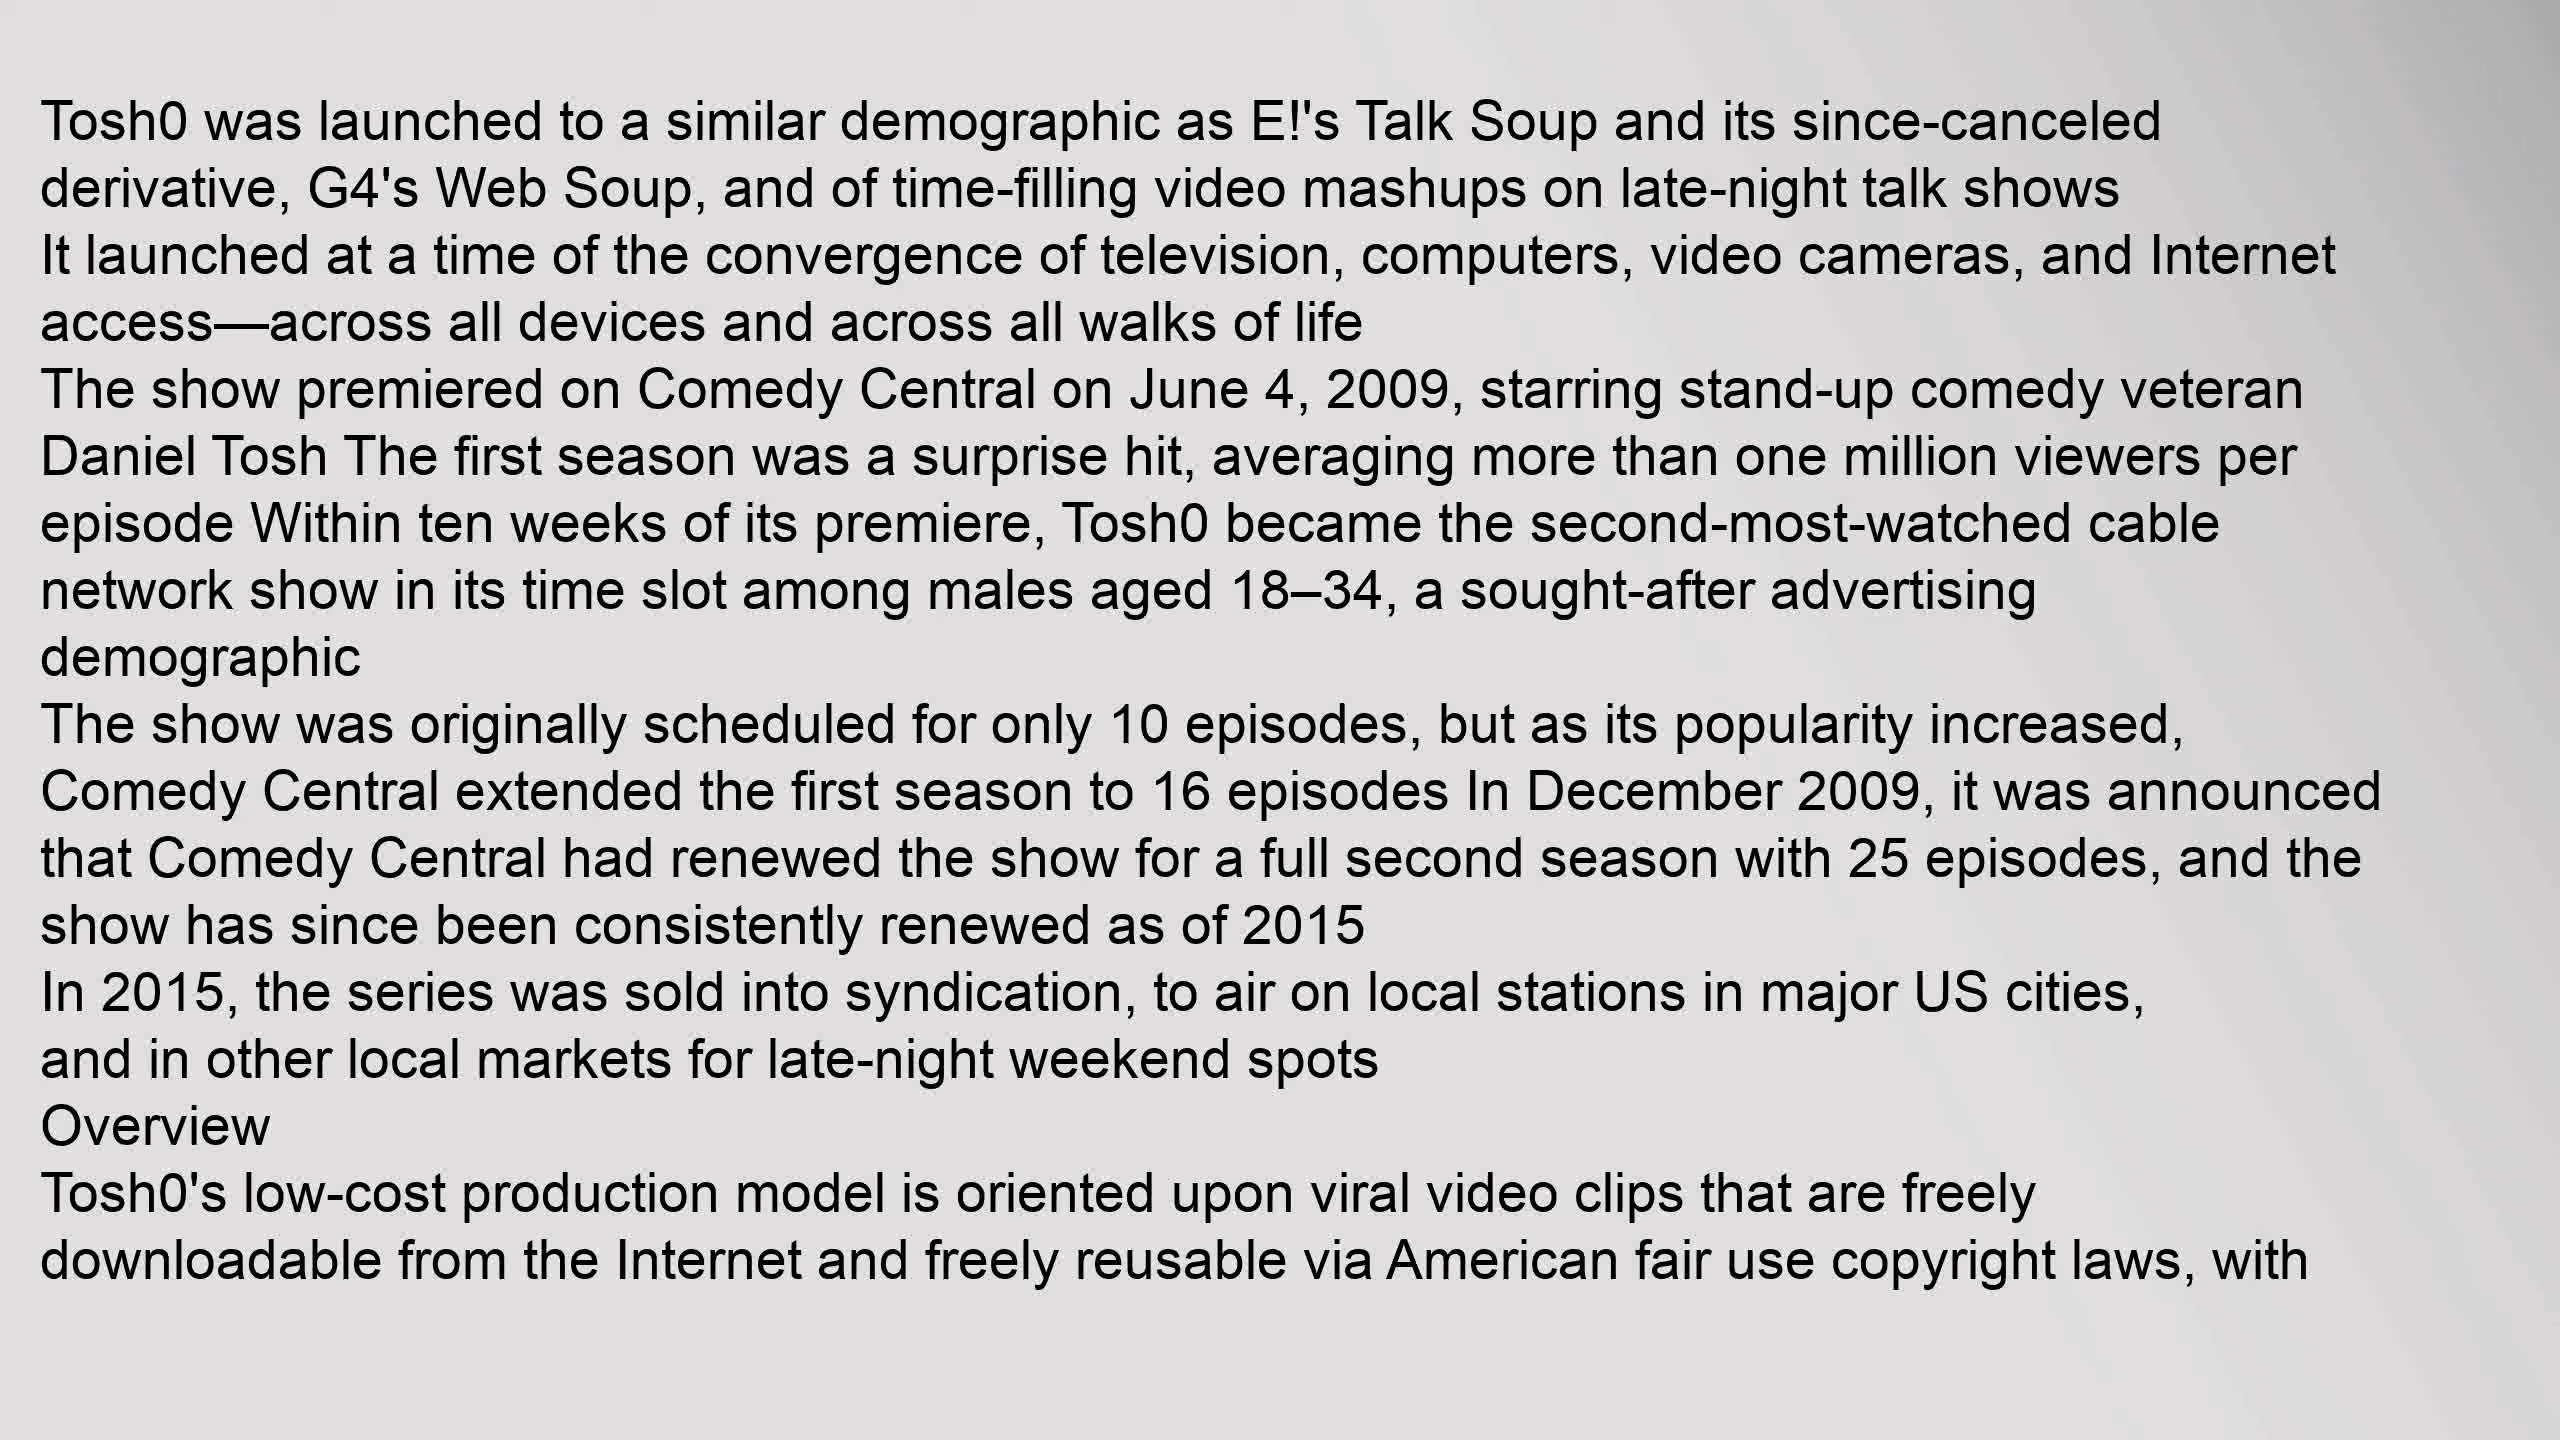 Tosh0 was launched to a similar demographic as E!'s Talk Soup and its since-canceled
derivative, G4's Web Soup, and of time-filling video mashups on late-night talk shows
It launched at a time of the convergence of television, computers, video cameras, and Internet
access—across all devices and across all walks of life
The show premiered on Comedy Central on June 4, 2009, starring stand-up comedy veteran
Daniel Tosh The first season was a surprise hit, averaging more than one million viewers per
episode Within ten weeks of its premiere, Tosh0 became the second-most-watched cable
network show in its time slot among males aged 18–34, a sought-after advertising
demographic
The show was originally scheduled for only 10 episodes, but as its popularity increased,
Comedy Central extended the first season to 16 episodes In December 2009, it was announced
that Comedy Central had renewed the show for a full second season with 25 episodes, and the
show has since been consistently renewed as of 2015
In 2015, the series was sold into syndication, to air on local stations in major US cities,
and in other local markets for late-night weekend spots
Overview
Tosh0's low-cost production model is oriented upon viral video clips that are freely
downloadable from the Internet and freely reusable via American fair use copyright laws, with